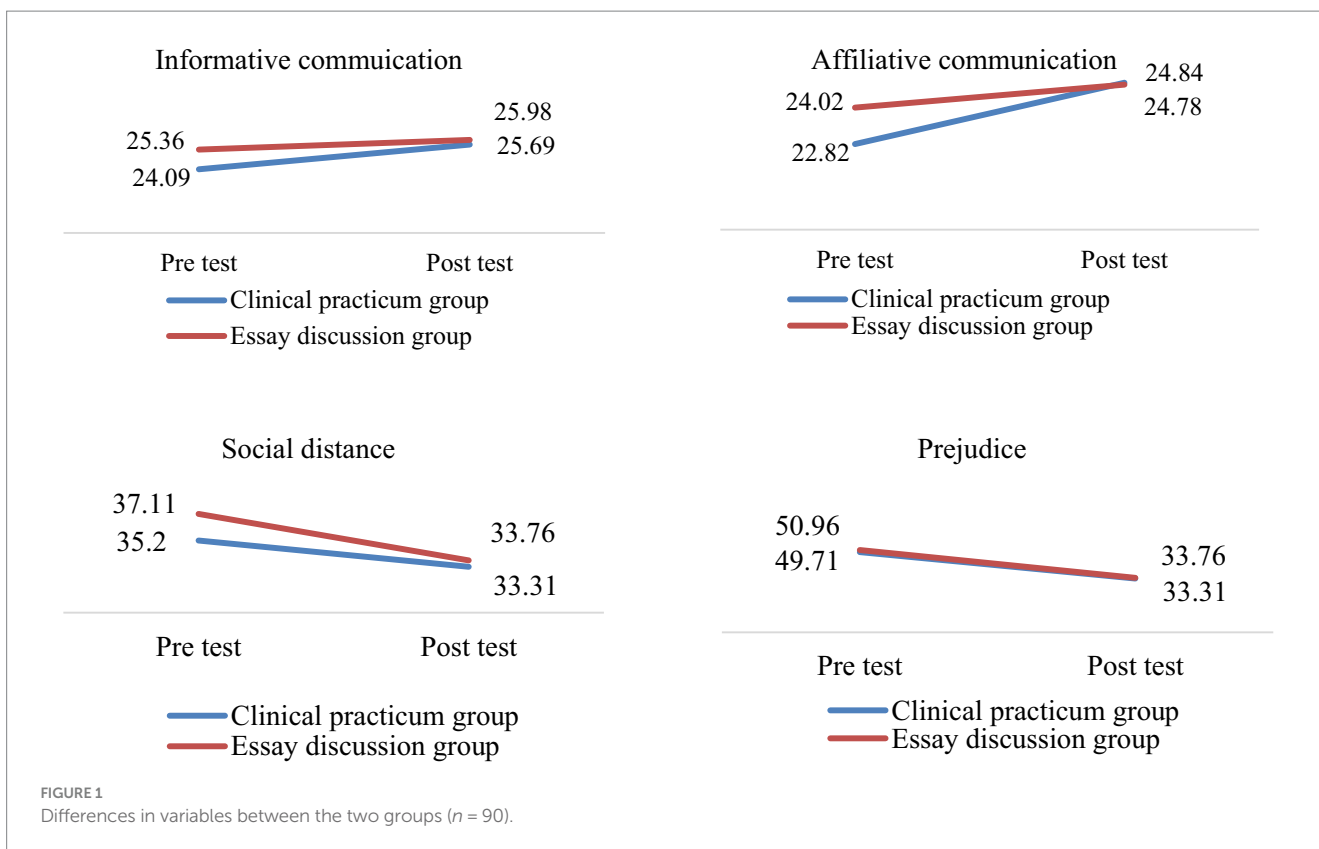 Informative commuication
25.36
24.09
25.98
25.69
Pre test Post test
Clinical practicum group
Essay discussion group
Affiliative communication
24.02
22.82
24.84
24.78
Pre test Post test
Clinical practicum group
Essay discussion group
Social distance
37.11
35.2
33.76
33.31
Pre test Post test
Clinical practicum group
Essay discussion group
Prejudice
50.96
49.71
33.76
33.31
Pre test Post test
Clinical practicum group
Essay discussion group
FIGURE 1
Differences in variables between the two groups (n = 90).